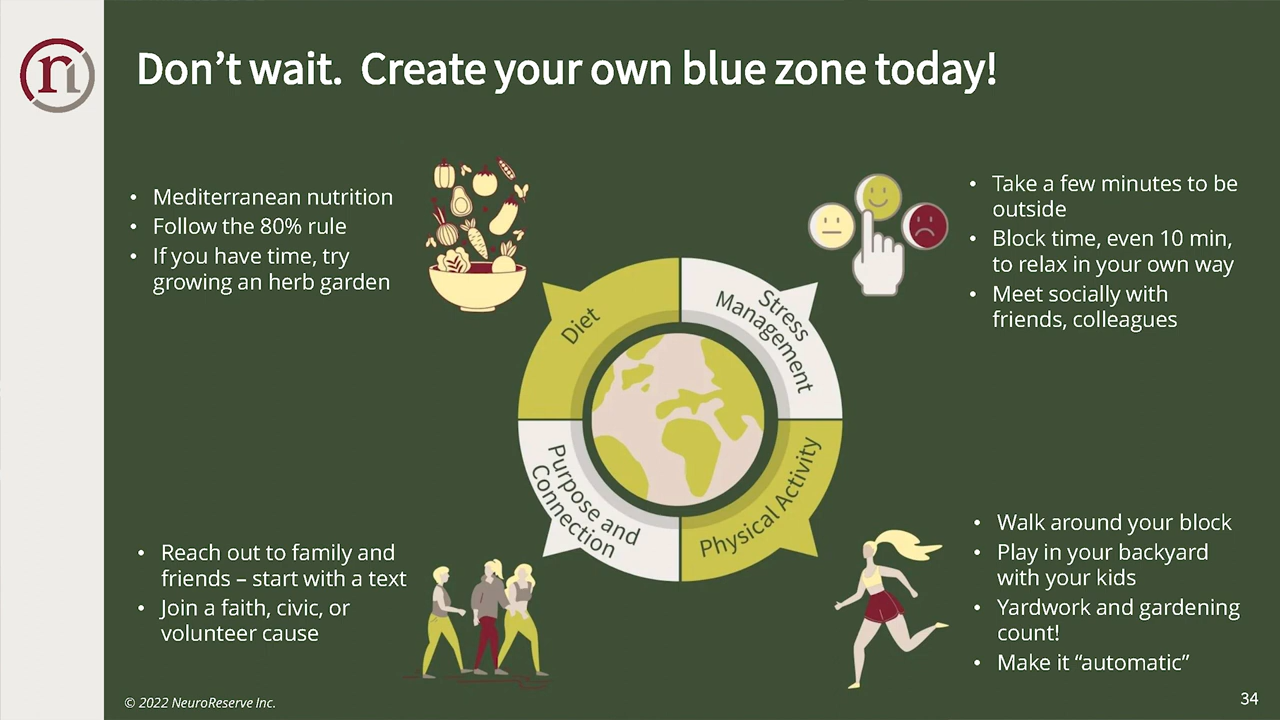 n
Don't wait.  Create your own blue zone today!
• Mediterranean nutrition
• Follow the 80% rule
• If you have time, try
growing an herb garden
• Take a few minutes to be
outside
• Block time, even 10 min,
to relax in your own way
• Meet socially with
friends, colleagues
Diet
Stress
Management
Purpose and
Connection
Physical Activity
• Reach out to family and
friends – start with a text
• Join a faith, civic, or
volunteer cause
• Walk around your block
• Play in your backyard
with your kids
• Yardwork and gardening
count!
• Make it “automatic”
© 2022 NeuroReserve Inc.
34